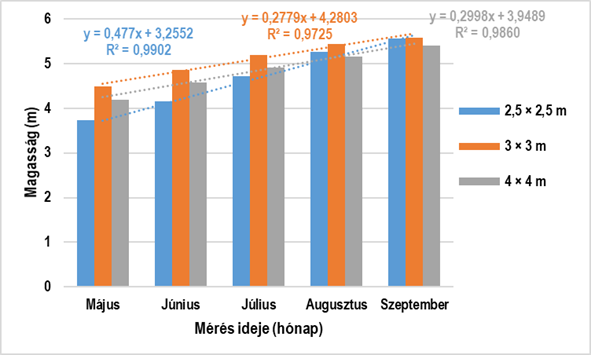 y = 0,477x + 3,2552
R² = 0,9902
y = 0,2779x + 4,2803
R² = 0,9725
y = 0,2998x + 3,9489
R² = 0,9860
6
5
4
3
2
1
0
Magasság (m)
Május
Június
Július
Augusztus
Szeptember
Mérés ideje (hónap)
2,5 × 2,5 m
3 × 3 m
4 × 4 m